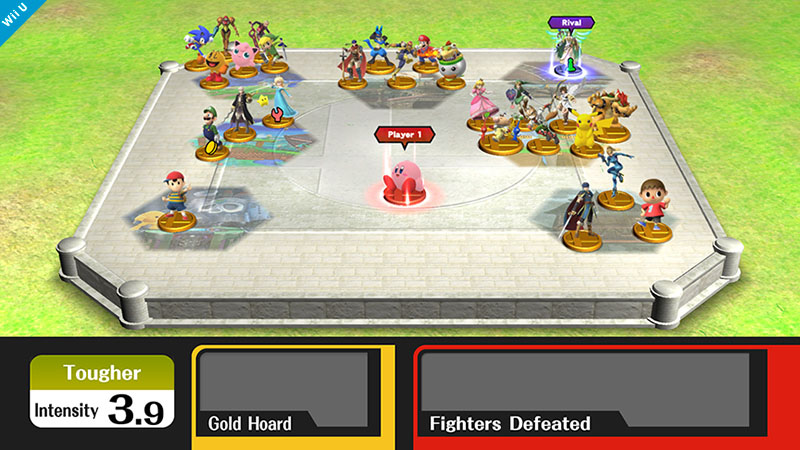 Wii U
Rival
Player 1
Tougher
Intensity 3.9
Gold Hoard
Fighters Defeated